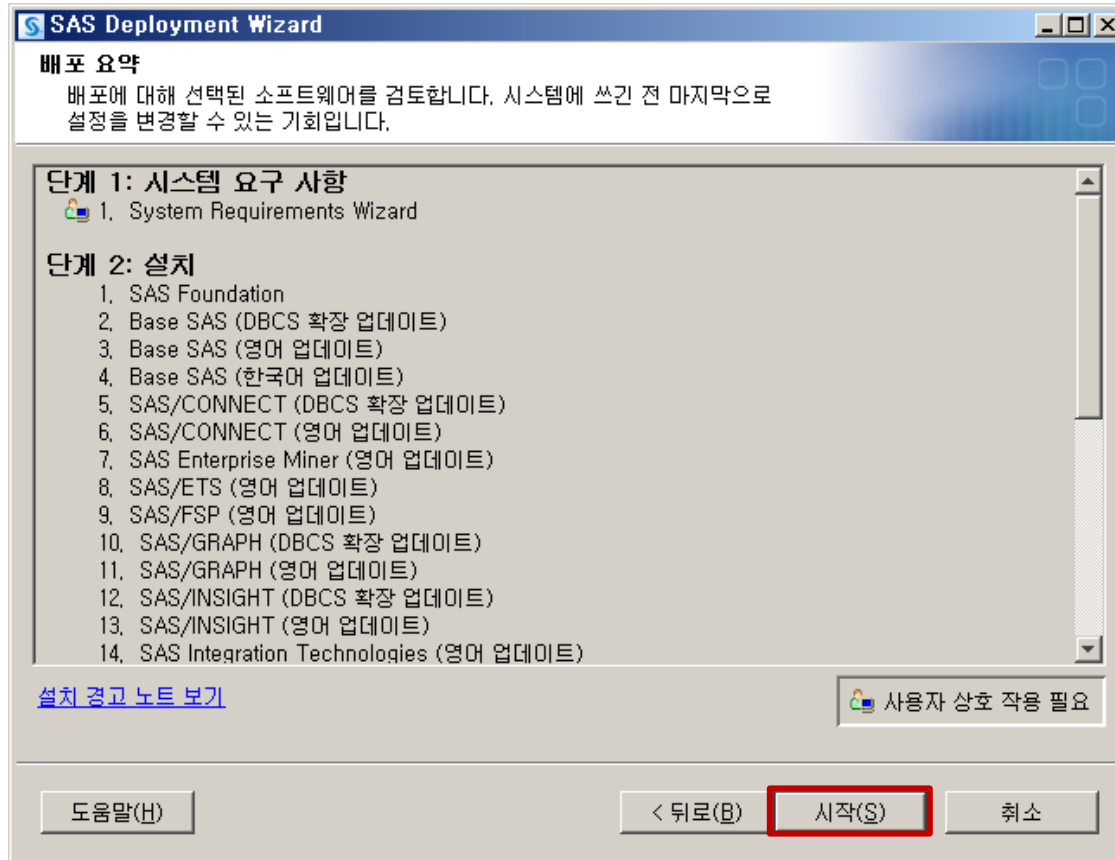 SAS Deployment Wizard
배포 요약
배포에 대해 선택된 소프트웨어를 검토합니다. 시스템에 쓰긴 전 마지막으로
설정을 변경할 수 있는 기회입니다.
단계 1: 시스템 요구 사항
1. System Requirements Wizard
단계 2: 설치
1. SAS Foundation
2. Base SAS (DBCS 확장 업데이트)
3. Base SAS (영어 업데이트)
4. Base SAS (한국어 업데이트)
5. SAS/CONNECT (DBCS 확장 업데이트)
6. SAS/CONNECT (영어 업데이트)
7. SAS Enterprise Miner (영어 업데이트)
8. SAS/ETS (영어 업데이트)
9. SAS/FSP (영어 업데이트)
10. SAS/GRAPH (DBCS 확장 업데이트)
11. SAS/GRAPH (영어 업데이트)
12. SAS/INSIGHT (DBCS 확장 업데이트)
13. SAS/INSIGHT (영어 업데이트)
14. SAS Integration Technologies (영어 업데이트)
설치 경고 노트 보기
사용자 상호 작용 필요
도움말(H)
< 뒤로(B)
시작(S)
취소